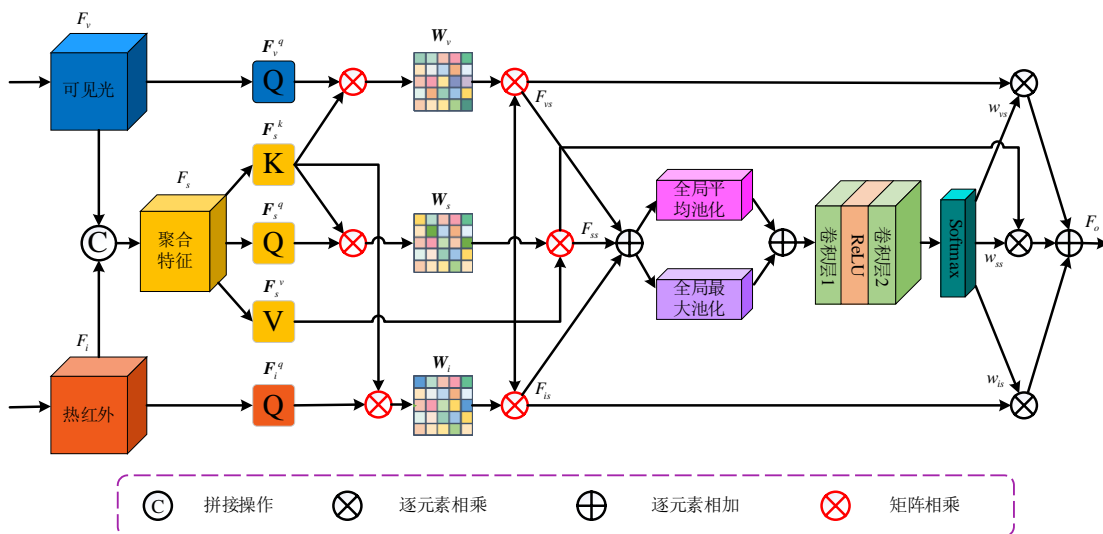 F_v
可见光
F_v^q
Q
W_v
F_vs
w_vs
F_s^k
K
F_s
聚合
特征
C
F_s^q
Q
W_s
F_ss
全局平
均池化
全局最
大池化
卷积层1
ReLU
卷积层2
Softmax
w_ss
F_o
F_s^v
V
F_i
热红外
F_i^q
Q
W_i
F_is
w_is
C 拼接操作 逐元素相乘 逐元素相加 矩阵相乘